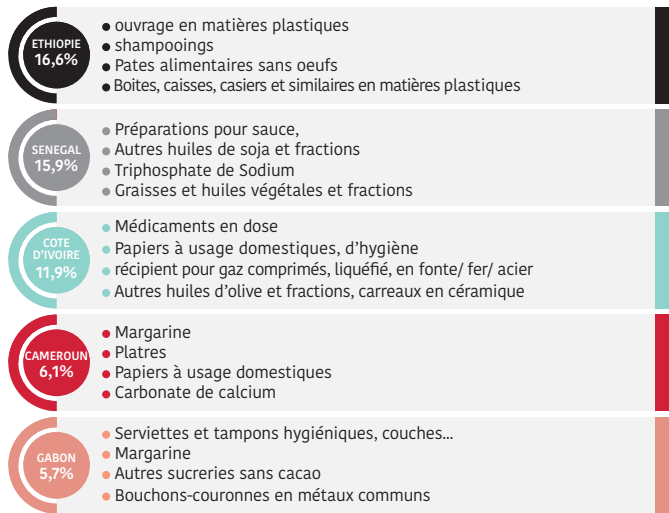 ETHIOPIE
16,6%
● ouvrage en matières plastiques
● shampooings
● Pates alimentaires sans oeufs
● Boites, caisses, casiers et similaires en matières plastiques
SENEGAL
15,9%
● Préparations pour sauce,
● Autres huiles de soja et fractions
● Triphosphate de Sodium
● Graisses et huiles végétales et fractions
COTE
D'IVOIRE
11,9%
● Médicaments en dose
● Papiers à usage domestiques, d'hygiène
● récipient pour gaz comprimés, liquéfié, en fonte/ fer/ acier
● Autres huiles d'olive et fractions, carreaux en céramique
CAMEROUN
6,1%
● Margarine
● Platres
● Papiers à usage domestiques
● Carbonate de calcium
GABON
5,7%
● Serviettes et tampons hygiéniques, couches...
● Margarine
● Autres sucreries sans cacao
● Bouchons-couronnes en métaux communs